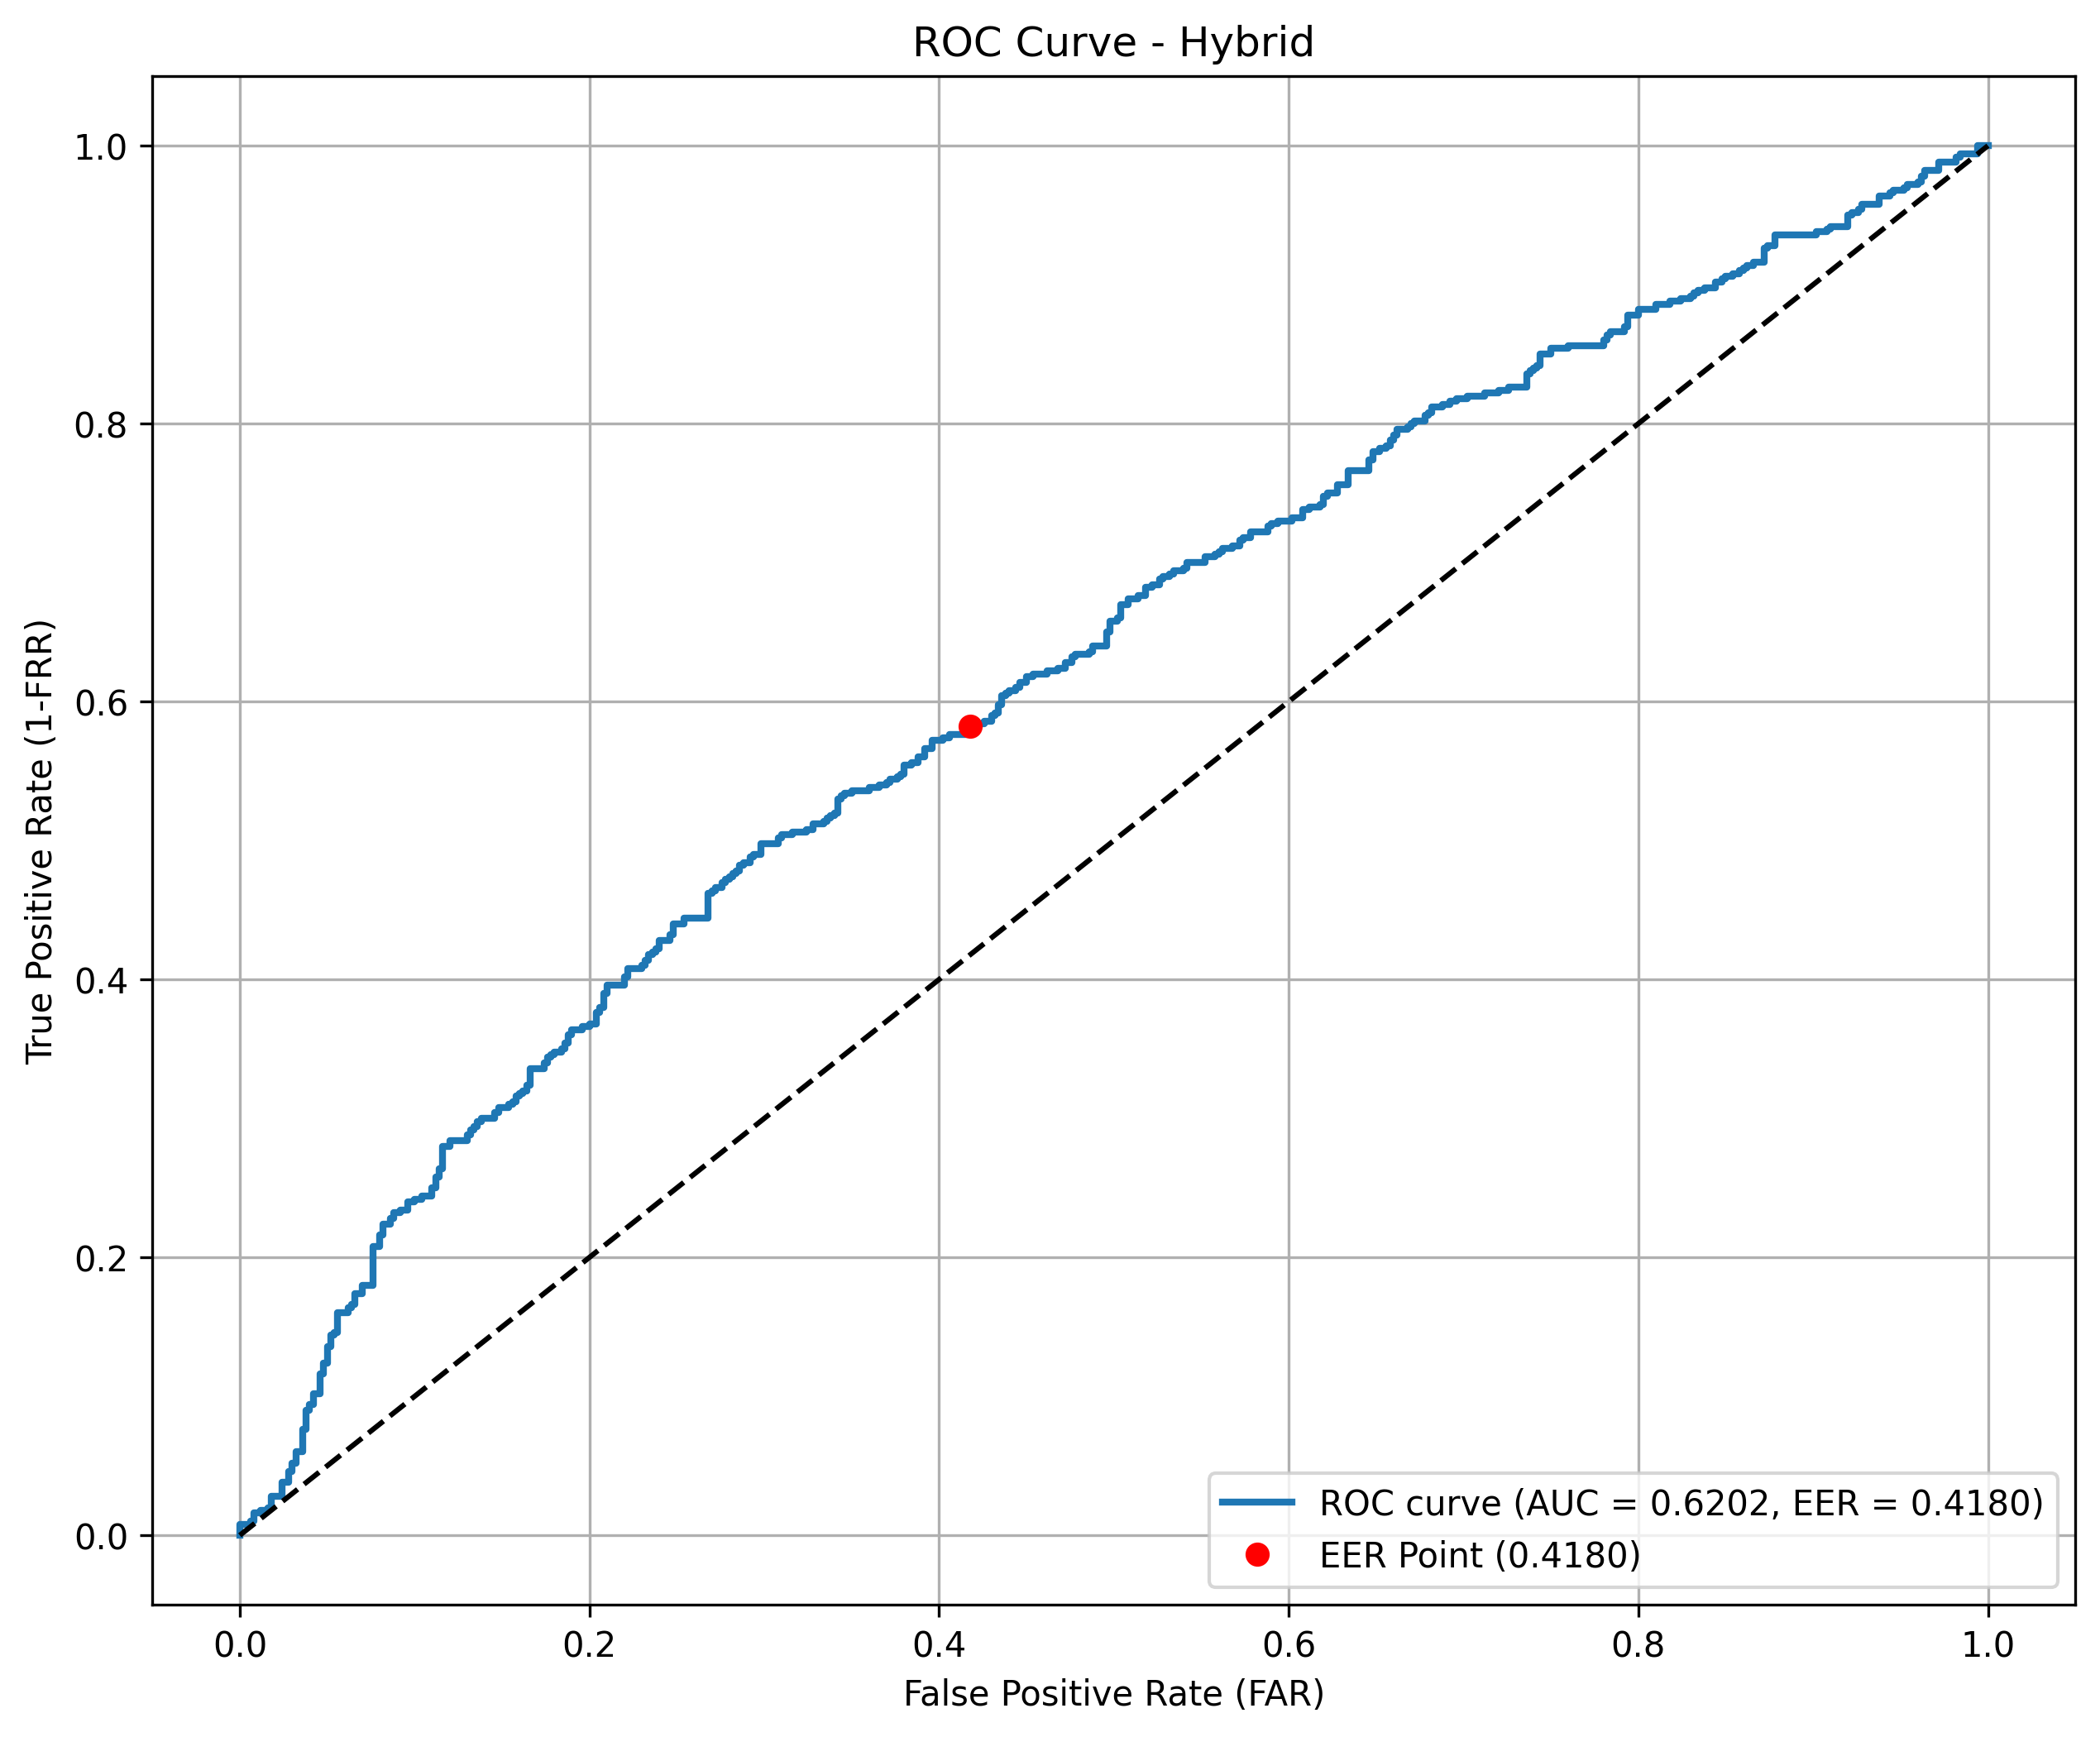 ROC Curve - Hybrid
True Positive Rate (1-FRR)
1.0
0.8
0.6
0.4
0.2
0.0
0.0 0.2 0.4 0.6 0.8 1.0
False Positive Rate (FAR)
ROC curve (AUC = 0.6202, EER = 0.4180)
EER Point (0.4180)